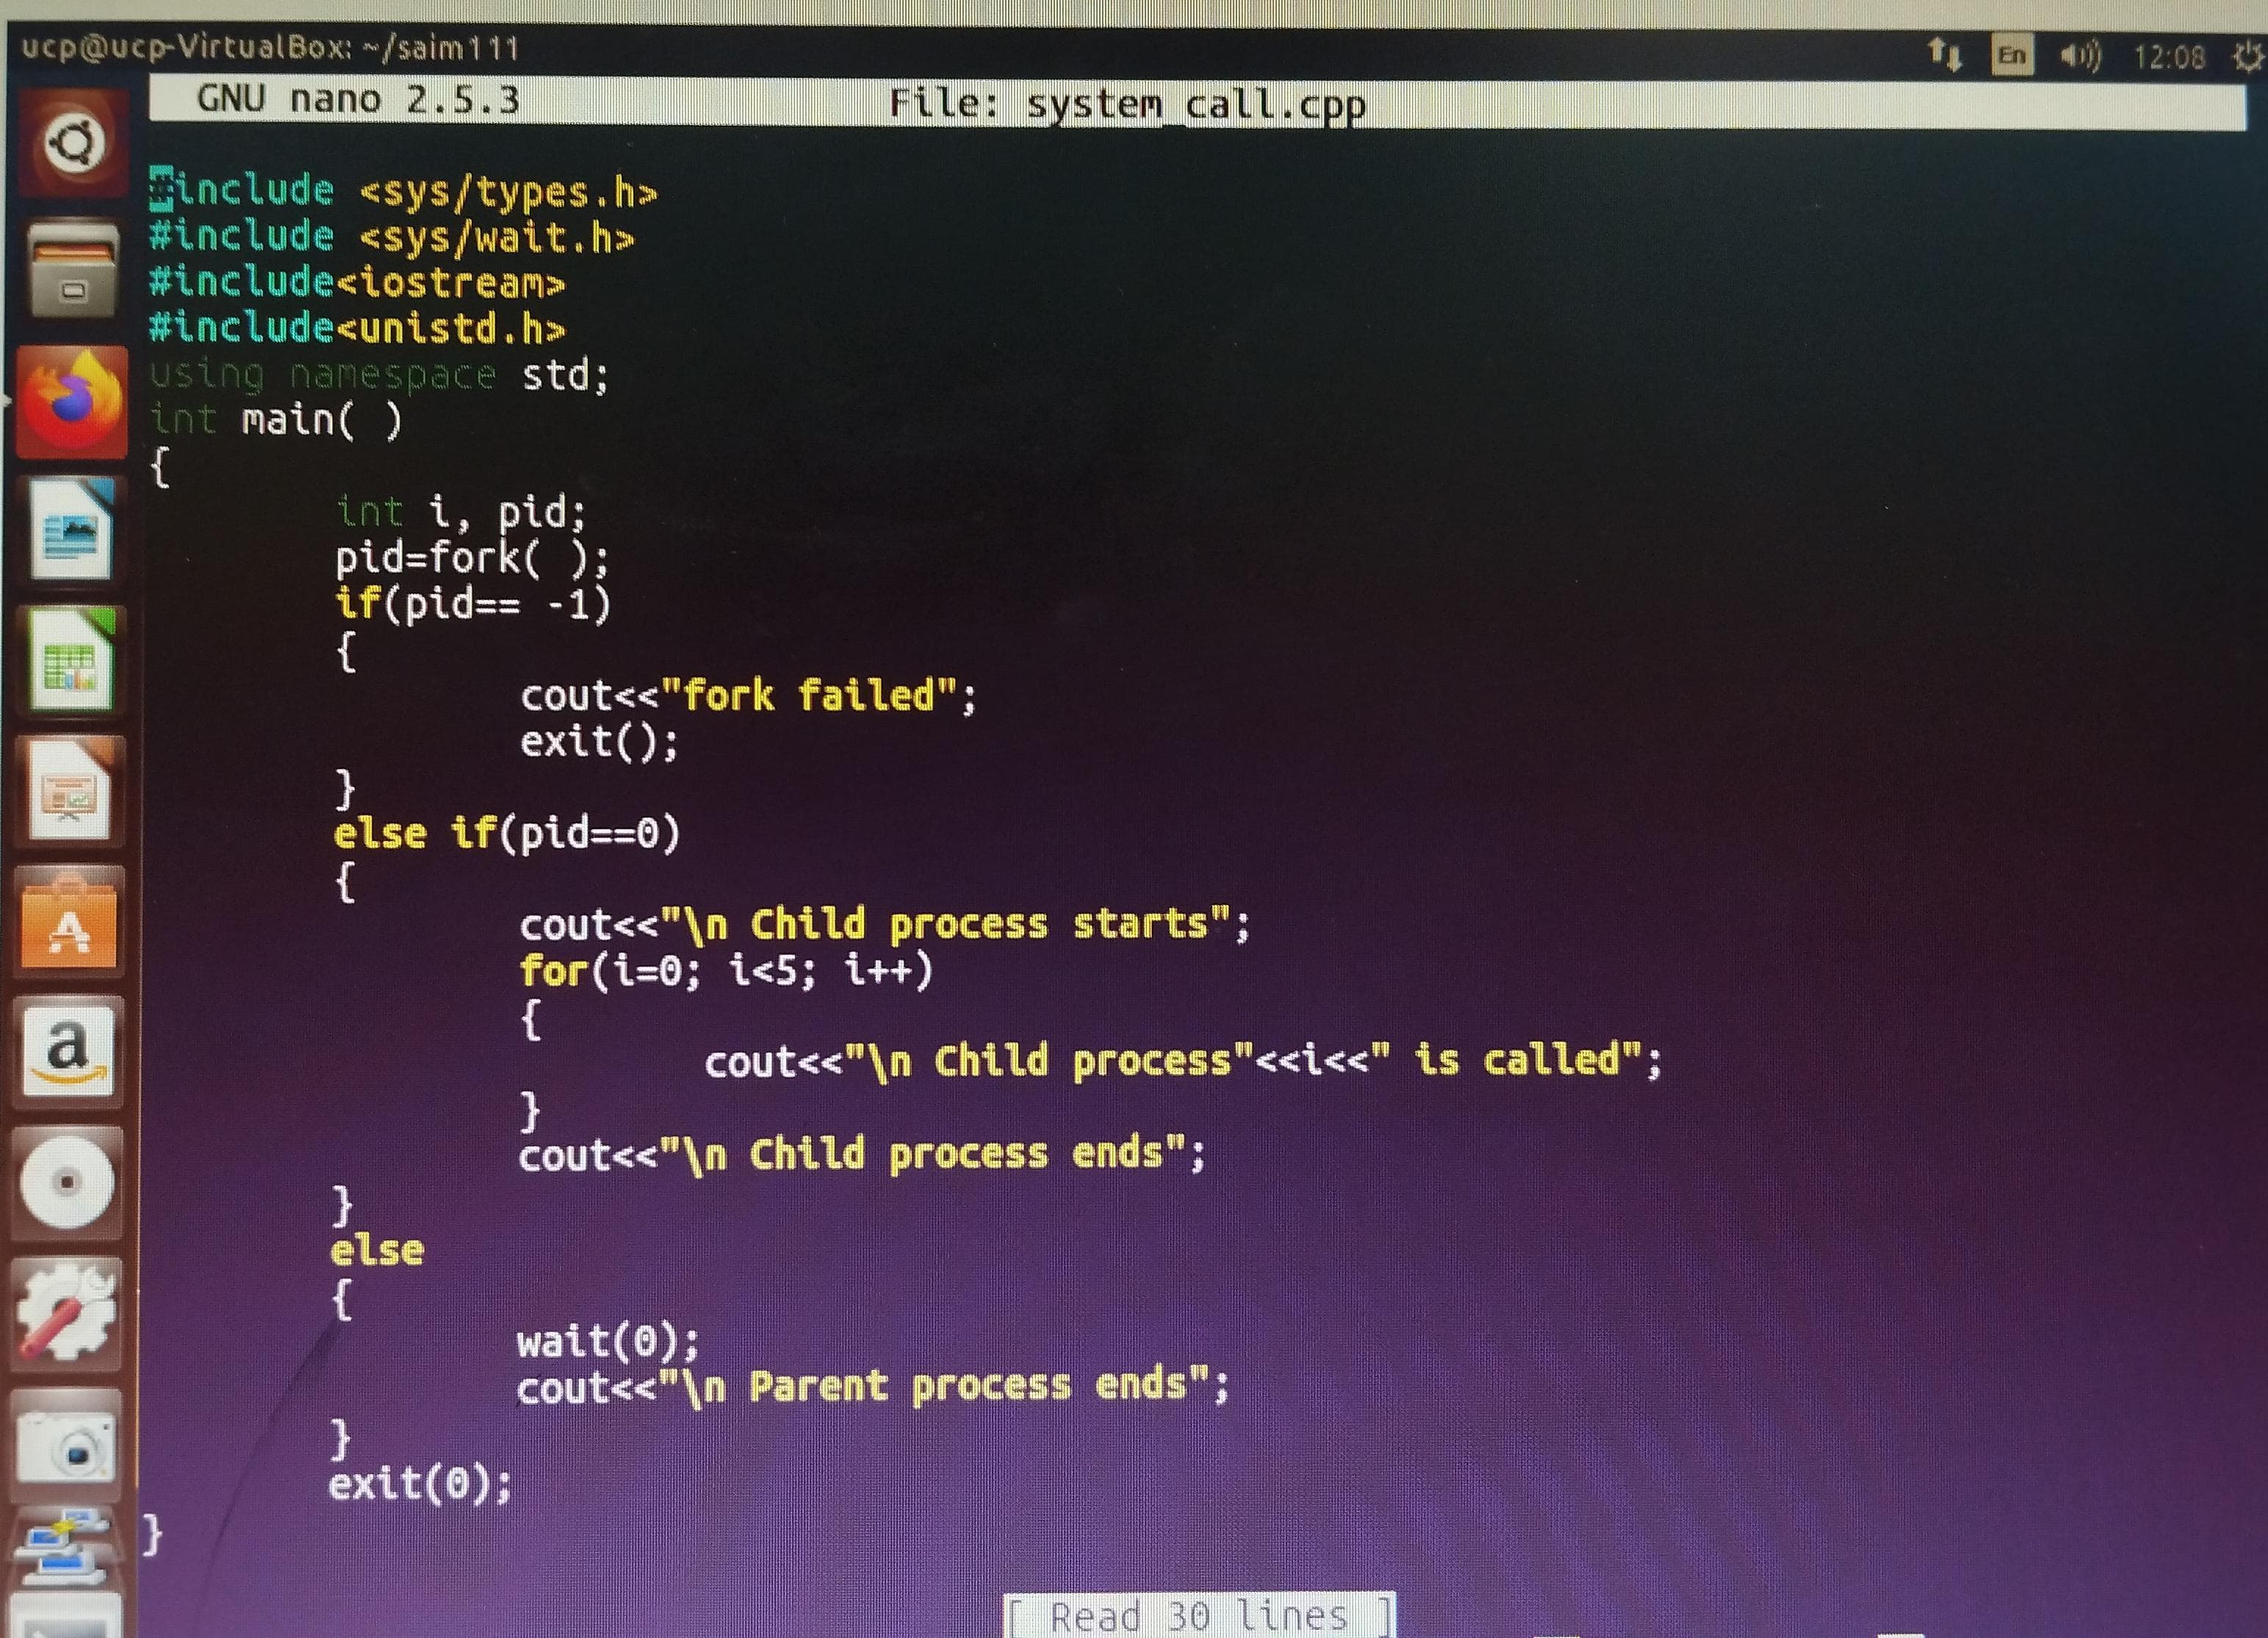 ucp@ucp-VirtualBox: ~/saim111
En 12:08
GNU nano 2.5.3 File: system_call.cpp
#include <sys/types.h>
#include <sys/wait.h>
#include<iostream>
#include<unistd.h>
using namespace std;
int main( )
{
int i, pid;
pid=fork( );
if(pid== -1)
{
cout<<"fork failed";
exit();
}
else if(pid==0)
{
cout<<"\n Child process starts";
for(i=0; i<5; i++)
{
cout<<"\n Child process"<<i<<" is called";
}
cout<<"\n Child process ends";
}
else
{
wait(0);
cout<<"\n Parent process ends";
}
exit(0);
}
[ Read 30 lines ]